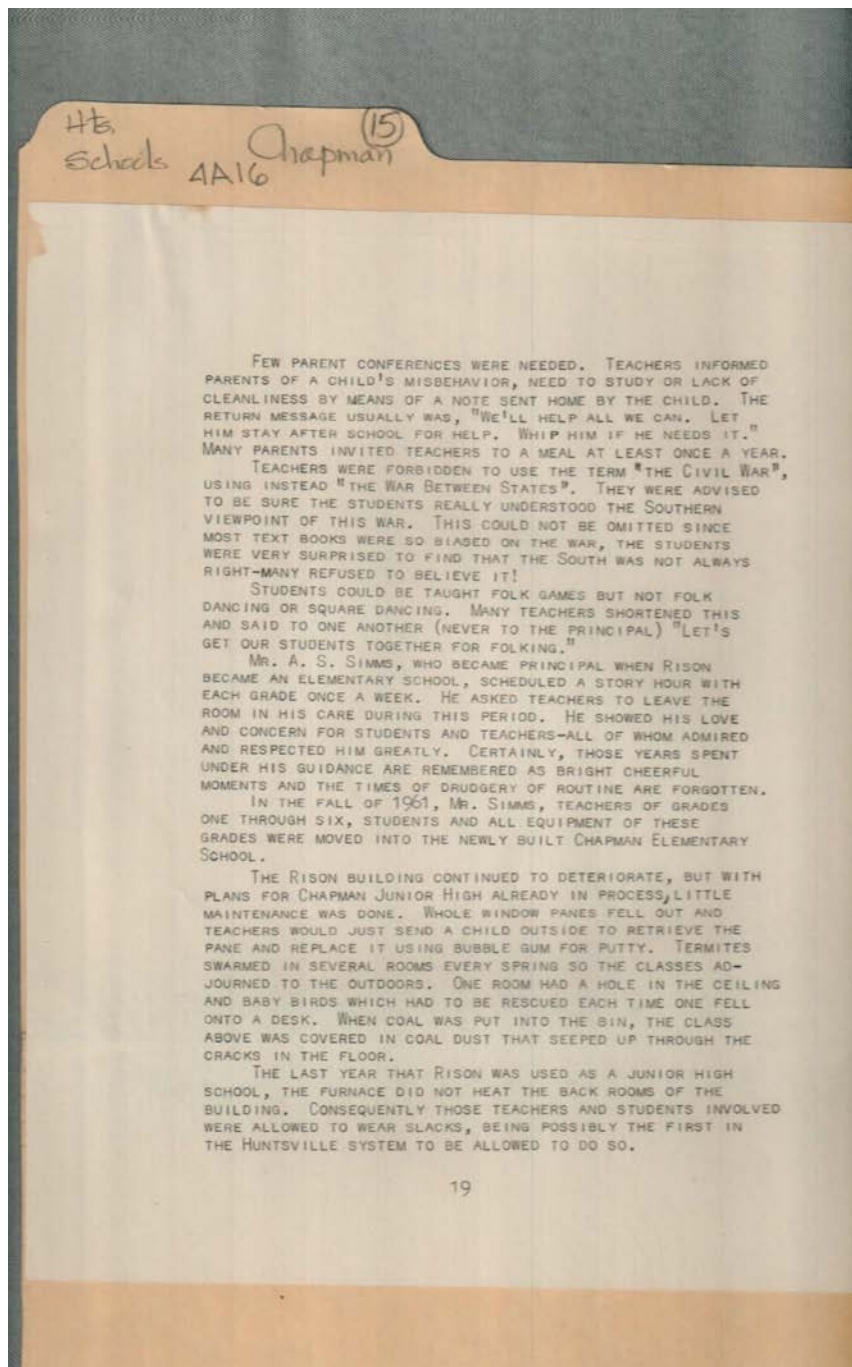 Hts. Chapman (15)
Schools 4A16
FEW PARENT CONFERENCES WERE NEEDED. TEACHERS INFORMED
PARENTS OF A CHILD'S MISBEHAVIOR, NEED TO STUDY OR LACK OF
CLEANLINESS BY MEANS OF A NOTE SENT HOME BY THE CHILD. THE
RETURN MESSAGE USUALLY WAS, "WE'LL HELP ALL WE CAN. LET
HIM STAY AFTER SCHOOL FOR HELP. WHIP HIM IF HE NEEDS IT."
MANY PARENTS INVITED TEACHERS TO A MEAL AT LEAST ONCE A YEAR.
TEACHERS WERE FORBIDDEN TO USE THE TERM "THE CIVIL WAR",
USING INSTEAD "THE WAR BETWEEN STATES". THEY WERE ADVISED
TO BE SURE THE STUDENTS REALLY UNDERSTOOD THE SOUTHERN
VIEWPOINT OF THIS WAR. THIS COULD NOT BE OMITTED SINCE
MOST TEXT BOOKS WERE SO BIASED ON THE WAR, THE STUDENTS
WERE VERY SURPRISED TO FIND THAT THE SOUTH WAS NOT ALWAYS
RIGHT-MANY REFUSED TO BELIEVE IT!
STUDENTS COULD BE TAUGHT FOLK GAMES BUT NOT FOLK
DANCING OR SQUARE DANCING. MANY TEACHERS SHORTENED THIS
AND SAID TO ONE ANOTHER (NEVER TO THE PRINCIPAL) "LET'S
GET OUR STUDENTS TOGETHER FOR FOLKING."
MR. A. S. SIMMS, WHO BECAME PRINCIPAL WHEN RISON
BECAME AN ELEMENTARY SCHOOL, SCHEDULED A STORY HOUR WITH
EACH GRADE ONCE A WEEK. HE ASKED TEACHERS TO LEAVE THE
ROOM IN HIS CARE DURING THIS PERIOD. HE SHOWED HIS LOVE
AND CONCERN FOR STUDENTS AND TEACHERS-ALL OF WHOM ADMIRED
AND RESPECTED HIM GREATLY. CERTAINLY, THOSE YEARS SPENT
UNDER HIS GUIDANCE ARE REMEMBERED AS BRIGHT CHEERFUL
MOMENTS AND THE TIMES OF DRUDGERY OF ROUTINE ARE FORGOTTEN.
IN THE FALL OF 1961, MR. SIMMS, TEACHERS OF GRADES
ONE THROUGH SIX, STUDENTS AND ALL EQUIPMENT OF THESE
GRADES WERE MOVED INTO THE NEWLY BUILT CHAPMAN ELEMENTARY
SCHOOL.
THE RISON BUILDING CONTINUED TO DETERIORATE, BUT WITH
PLANS FOR CHAPMAN JUNIOR HIGH ALREADY IN PROCESS, LITTLE
MAINTENANCE WAS DONE. WHOLE WINDOW PANES FELL OUT AND
TEACHERS WOULD JUST SEND A CHILD OUTSIDE TO RETRIEVE THE
PANE AND REPLACE IT USING BUBBLE GUM FOR PUTTY. TERMITES
SWARMED IN SEVERAL ROOMS EVERY SPRING SO THE CLASSES AD-
JOURNED TO THE OUTDOORS. ONE ROOM HAD A HOLE IN THE CEILING
AND BABY BIRDS WHICH HAD TO BE RESCUED EACH TIME ONE FELL
ONTO A DESK. WHEN COAL WAS PUT INTO THE BIN, THE CLASS
ABOVE WAS COVERED IN COAL DUST THAT SEEPED UP THROUGH THE
CRACKS IN THE FLOOR.
THE LAST YEAR THAT RISON WAS USED AS A JUNIOR HIGH
SCHOOL, THE FURNACE DID NOT HEAT THE BACK ROOMS OF THE
BUILDING. CONSEQUENTLY THOSE TEACHERS AND STUDENTS INVOLVED
WERE ALLOWED TO WEAR SLACKS, BEING POSSIBLY THE FIRST IN
THE HUNTSVILLE SYSTEM TO BE ALLOWED TO DO SO.
19